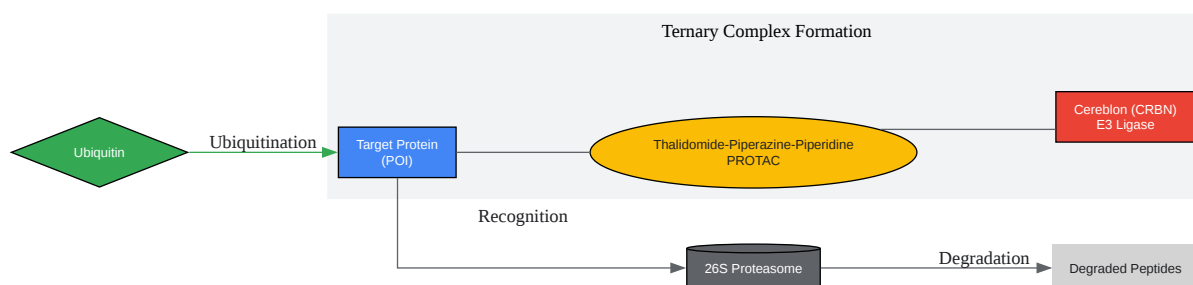 Ternary Complex Formation
Cereblon (CRBN)
E3 Ligase
Ubiquitin
Ubiquitination
Target Protein
(POI)
Thalidomide-Piperazine-Piperidine
PROTAC
Recognition
26S Proteasome
Degradation
Degraded Peptides